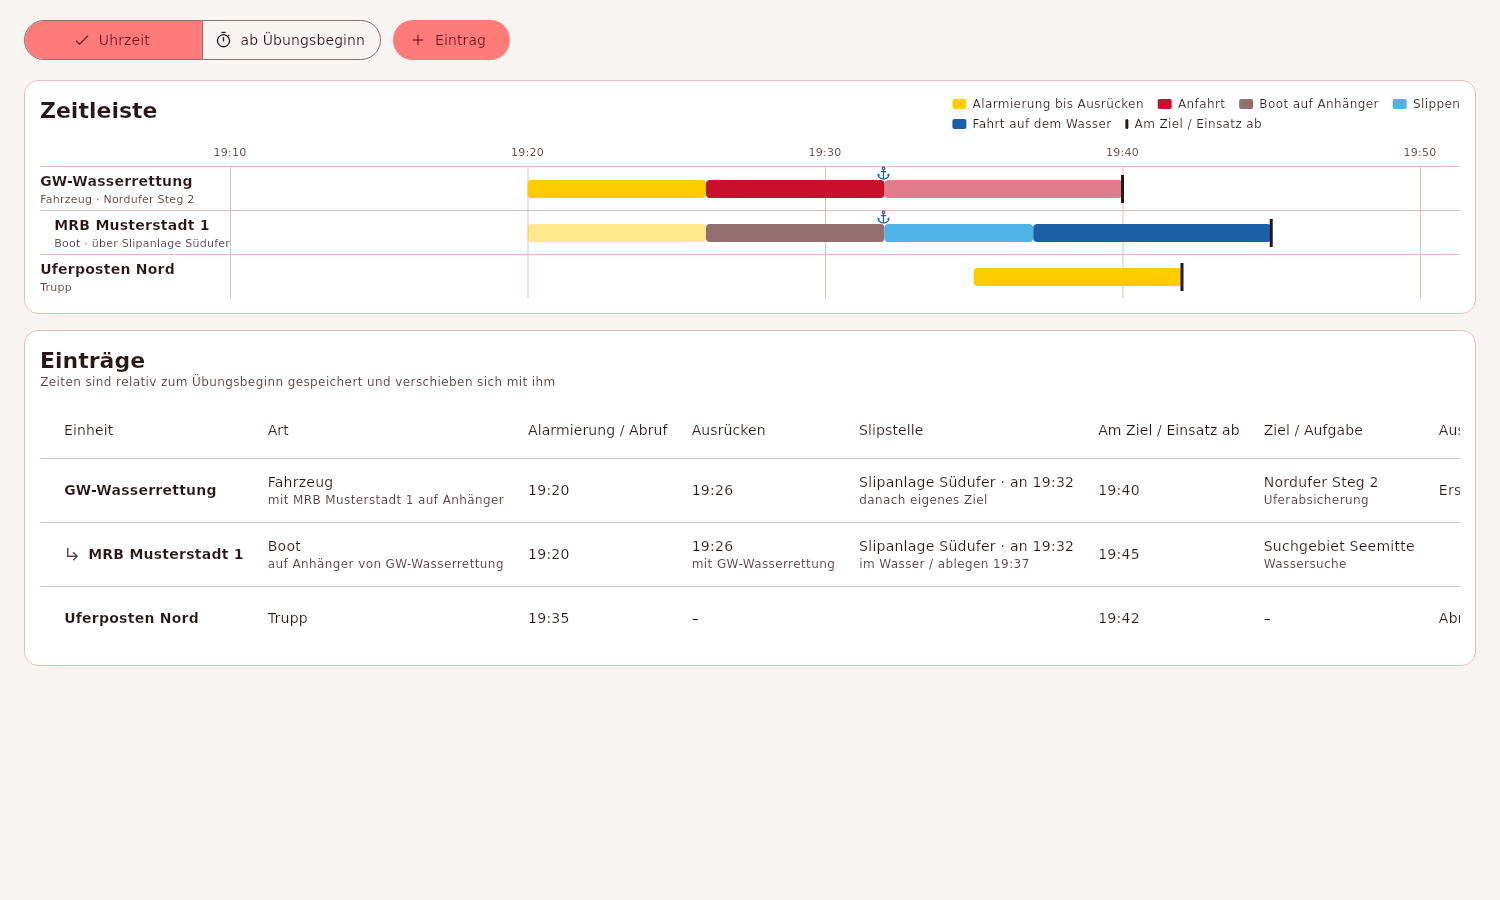 Uhrzeit
ab Übungsbeginn
Eintrag
Zeitleiste
Alarmierung bis Ausrücken
Anfahrt
Boot auf Anhänger
Slippen
Fahrt auf dem Wasser
Am Ziel / Einsatz ab
19:10
19:20
19:30
19:40
19:50
GW-Wasserrettung
Fahrzeug · Nordufer Steg 2
MRB Musterstadt 1
Boot · über Slipanlage Südufer
Uferposten Nord
Trupp
Einträge
Zeiten sind relativ zum Übungsbeginn gespeichert und verschieben sich mit ihm
Einheit
Art
Alarmierung / Abruf
Ausrücken
Slipstelle
Am Ziel / Einsatz ab
Ziel / Aufgabe
GW-Wasserrettung
Fahrzeug
mit MRB Musterstadt 1 auf Anhänger
19:20
19:26
Slipanlage Südufer · an 19:32
danach eigenes Ziel
19:40
Nordufer Steg 2
Uferabsicherung
MRB Musterstadt 1
Boot
auf Anhänger von GW-Wasserrettung
19:20
19:26
mit GW-Wasserrettung
Slipanlage Südufer · an 19:32
im Wasser / ablegen 19:37
19:45
Suchgebiet Seemitte
Wassersuche
Uferposten Nord
Trupp
19:35
–
19:42
–